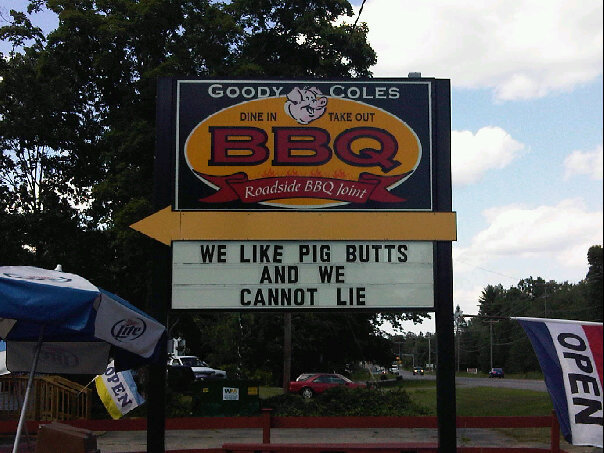 GOODY COLES
DINE IN TAKE OUT
BBQ
Roadside BBQ Joint
WE LIKE PIG BUTTS
AND WE
CANNOT LIE
Lite
OPEN
OPEN